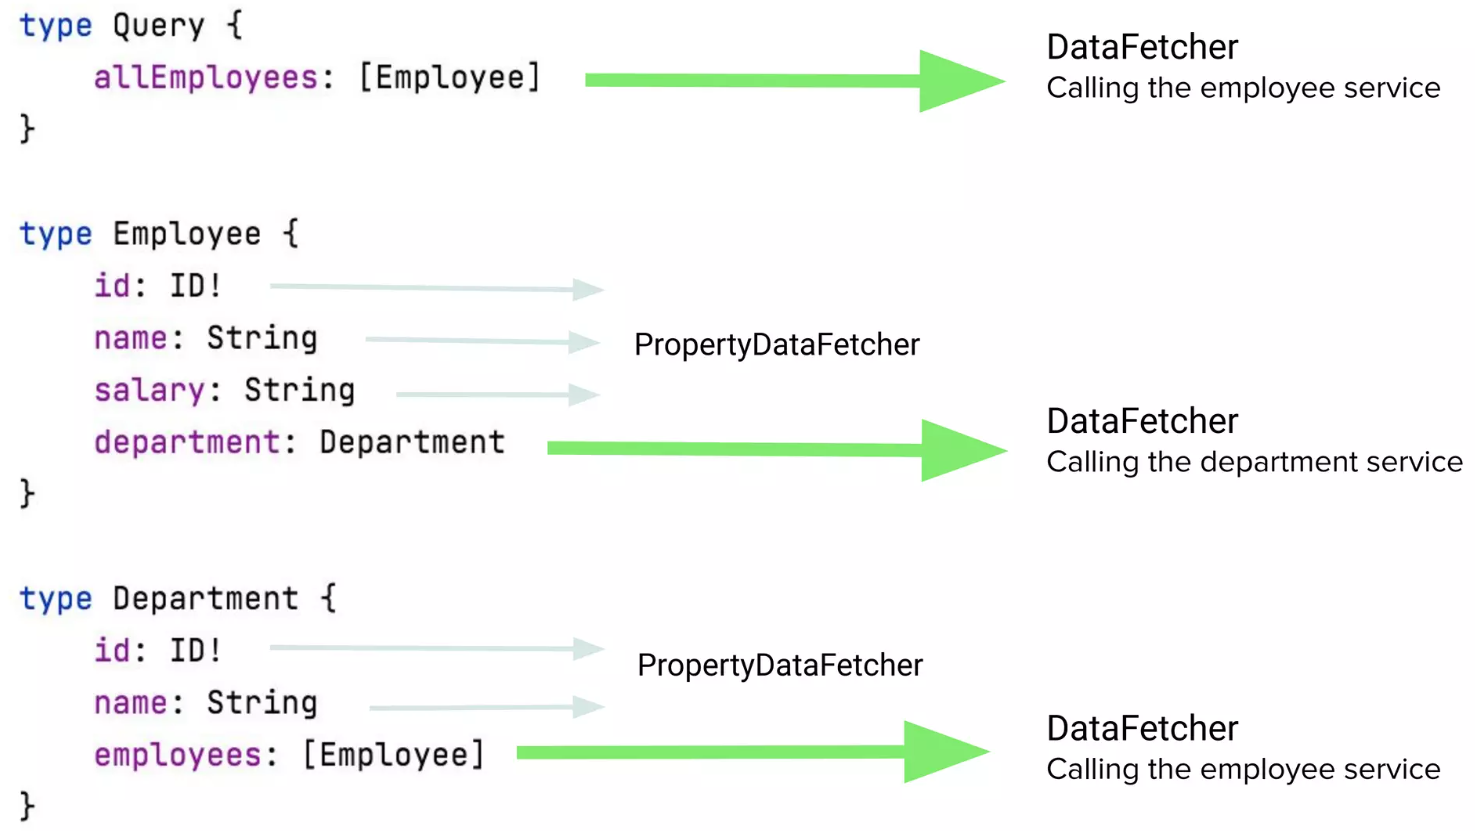 type Query {
allEmployees: [Employee]
DataFetcher
Calling the employee service
}
type Employee {
id: ID!
name: String
PropertyDataFetcher
salary: String
department: Department
DataFetcher
Calling the department service
}
type Department {
id: ID!
PropertyDataFetcher
name: String
employees: [Employee]
DataFetcher
Calling the employee service
}